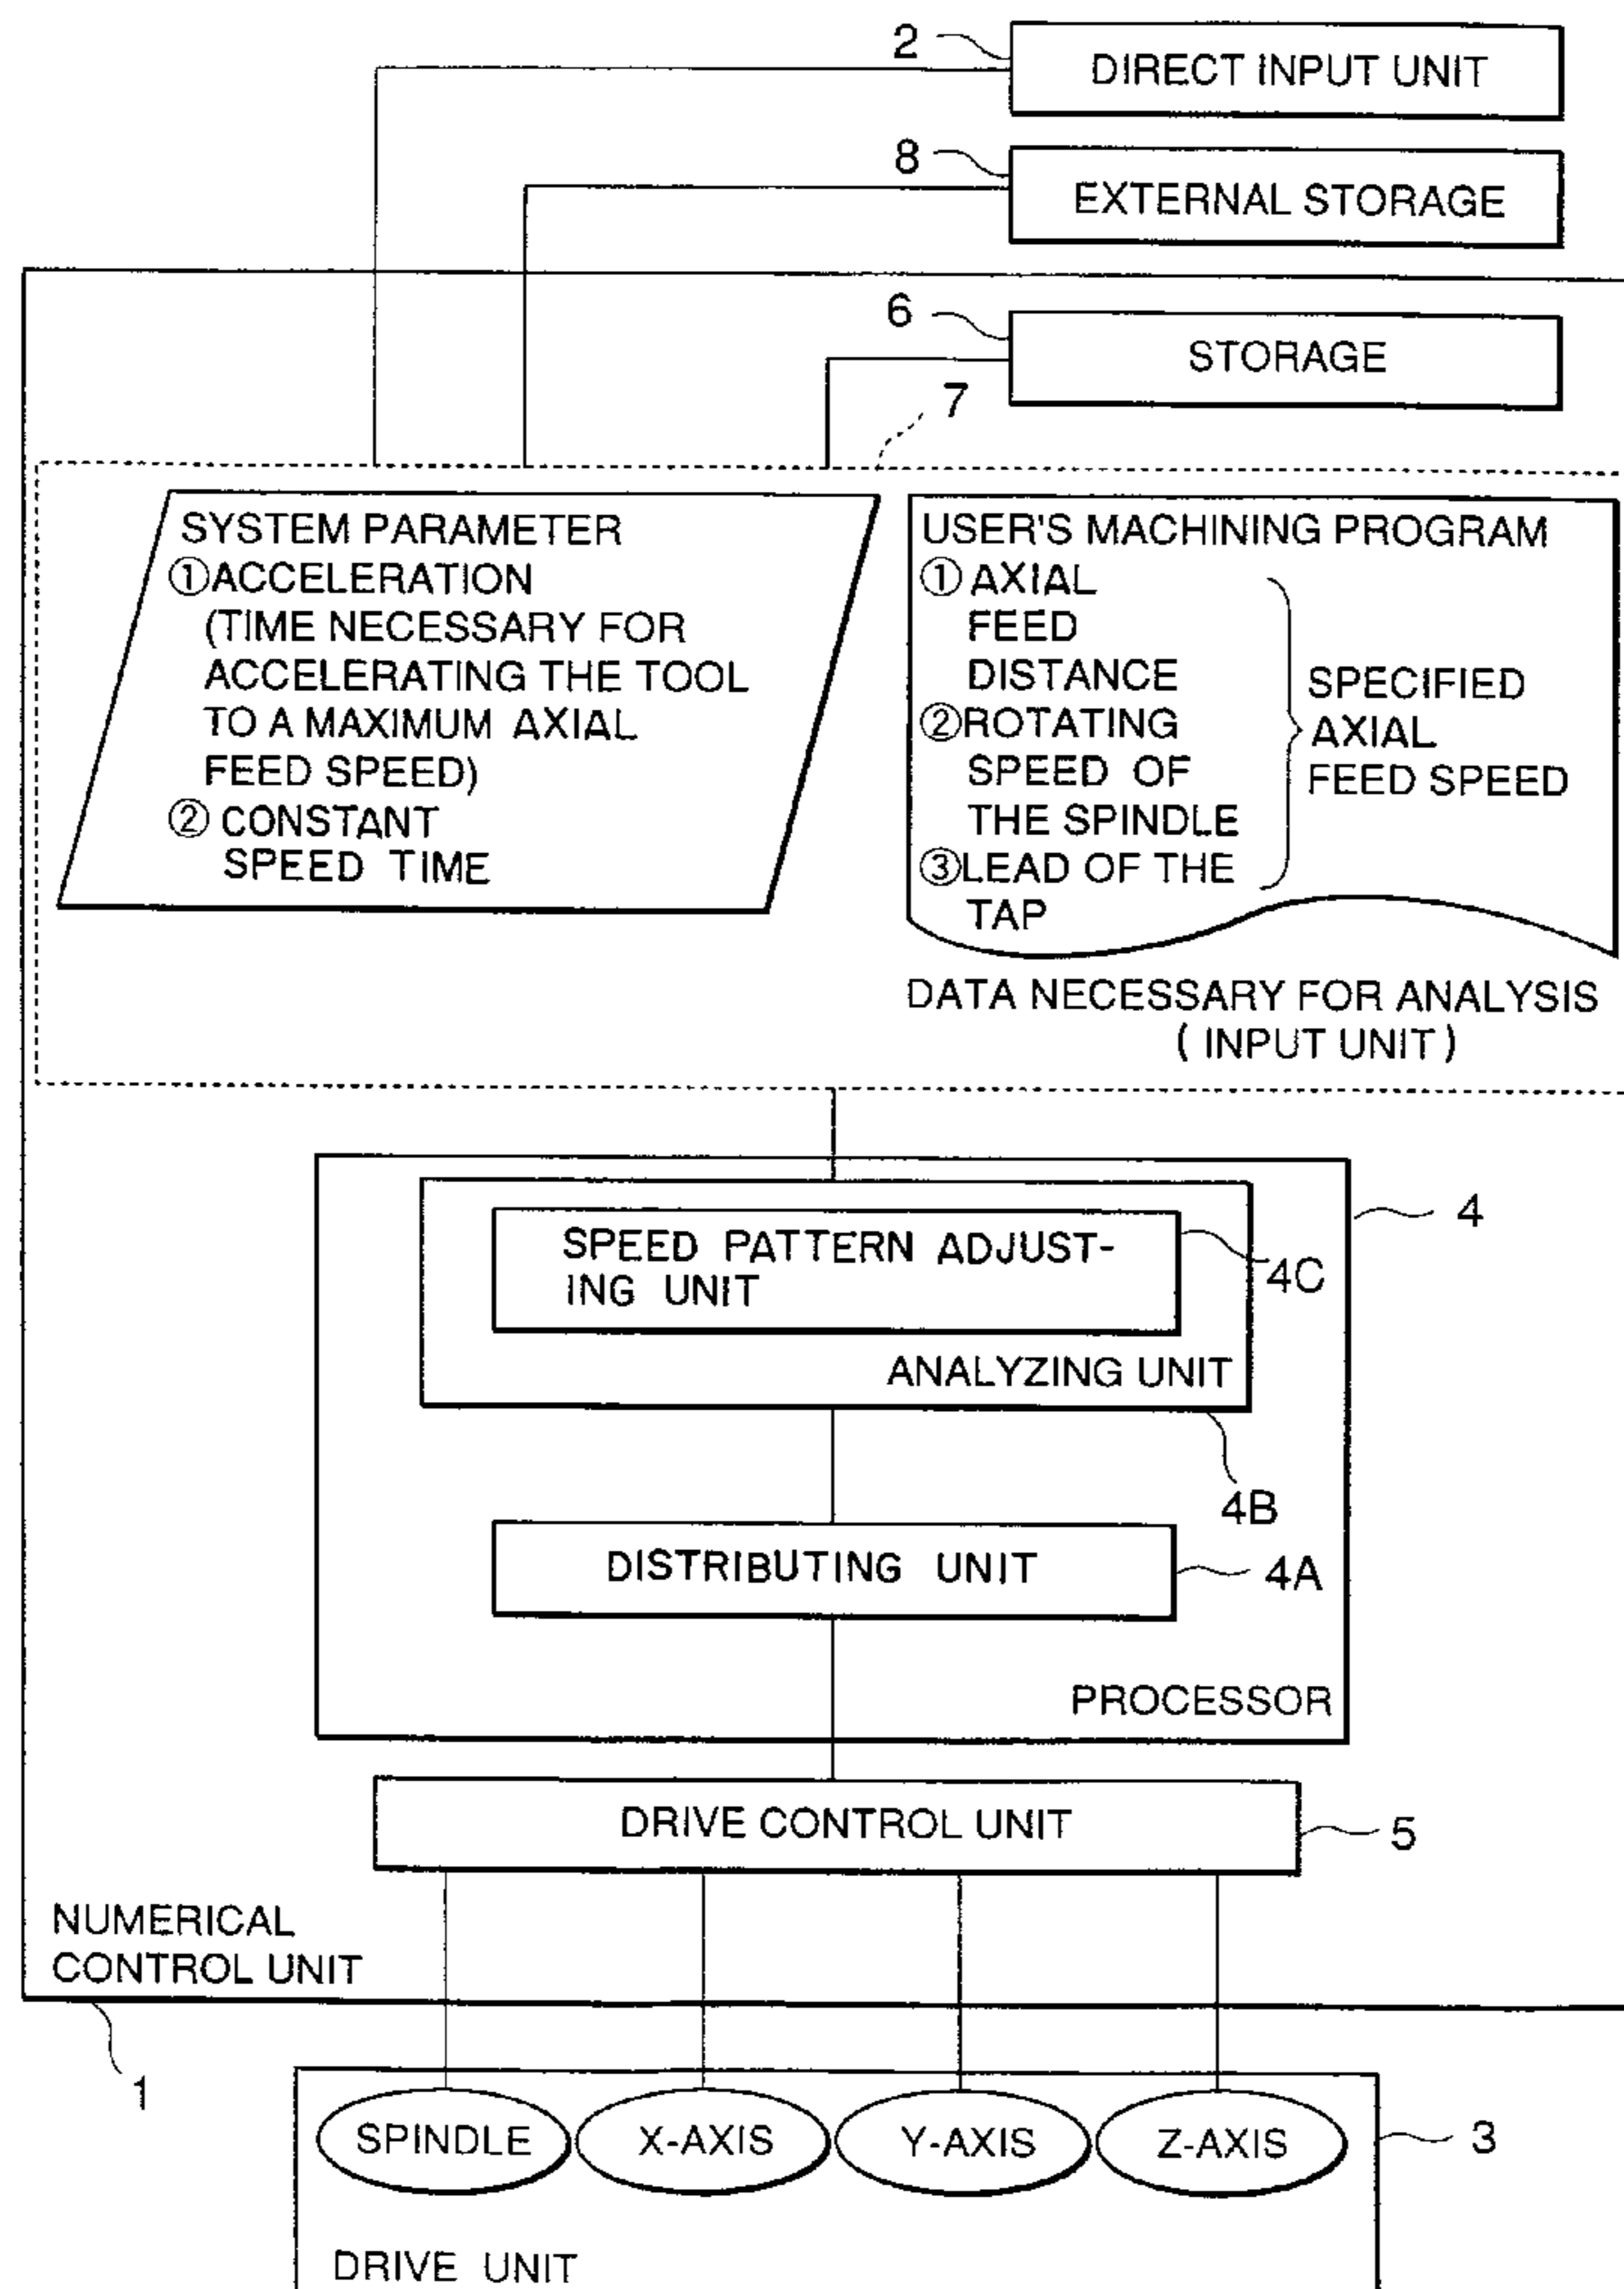 2
DIRECT INPUT UNIT
8
EXTERNAL STORAGE
6
STORAGE
7
SYSTEM PARAMETER
①ACCELERATION
(TIME NECESSARY FOR
ACCELERATING THE TOOL
TO A MAXIMUM AXIAL
FEED SPEED)
② CONSTANT
SPEED TIME
USER'S MACHINING PROGRAM
① AXIAL
FEED
DISTANCE
②ROTATING
SPEED OF
THE SPINDLE
③LEAD OF THE
TAP
SPECIFIED
AXIAL
FEED SPEED
DATA NECESSARY FOR ANALYSIS
( INPUT UNIT )
4
SPEED PATTERN ADJUST-
ING UNIT
4C
ANALYZING UNIT
4B
DISTRIBUTING UNIT
4A
PROCESSOR
DRIVE CONTROL UNIT
5
NUMERICAL
CONTROL UNIT
1
SPINDLE
X-AXIS
Y-AXIS
Z-AXIS
3
DRIVE UNIT